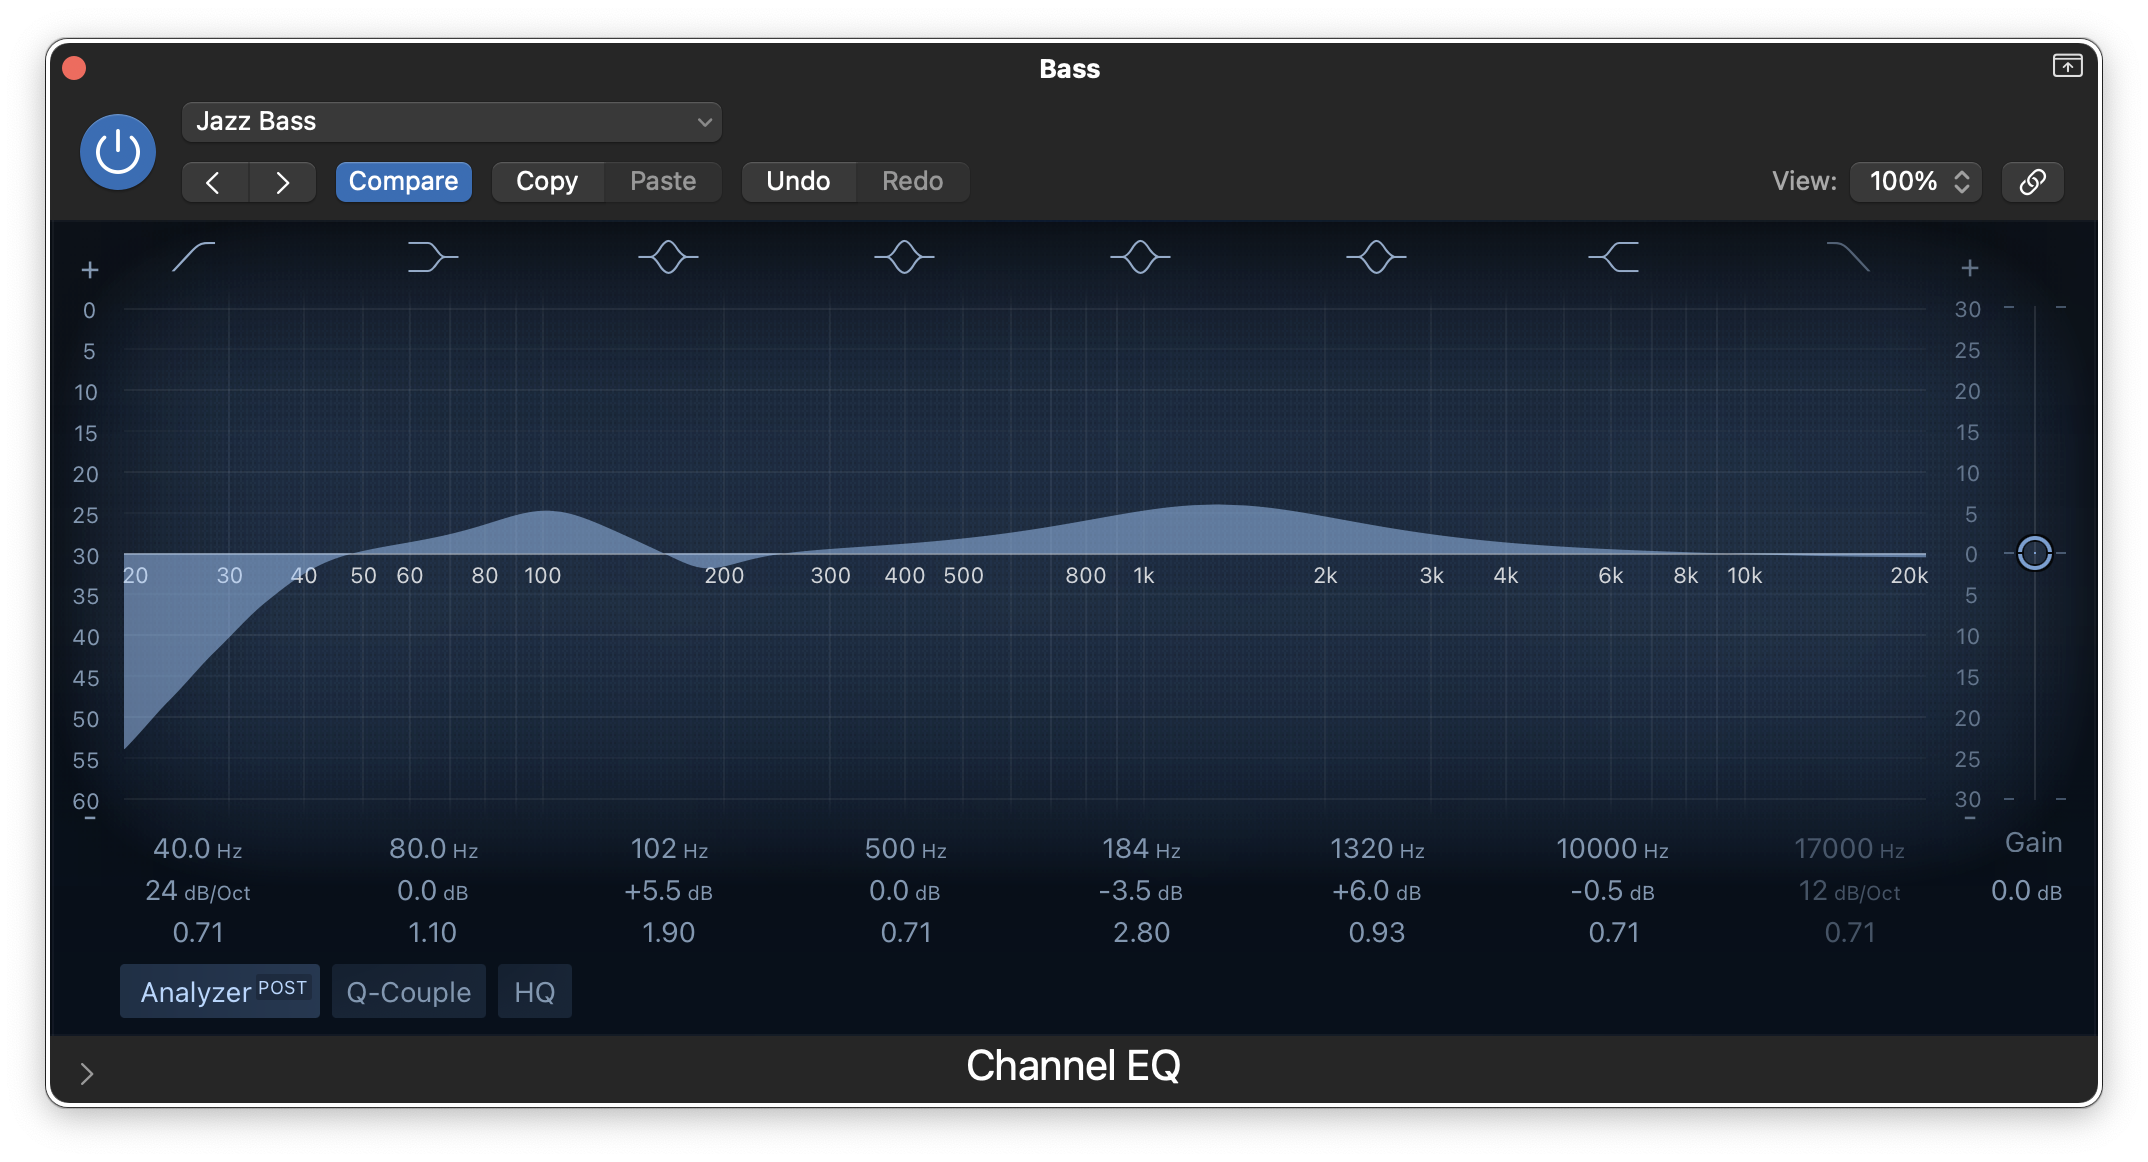 Bass
Jazz Bass
Compare Copy Paste Undo Redo View: 100%
+ +
0 30
5 25
10 20
15 15
20 10
25 5
30 0
20 30 40 50 60 80 100 200 300 400 500 800 1k 2k 3k 4k 6k 8k 10k 20k
35 5
40 10
45 15
50 20
55 25
60 30
- -
40.0 Hz 80.0 Hz 102 Hz 500 Hz 184 Hz 1320 Hz 10000 Hz 17000 Hz Gain
24 dB/Oct 0.0 dB +5.5 dB 0.0 dB -3.5 dB +6.0 dB -0.5 dB 12 dB/Oct 0.0 dB
0.71 1.10 1.90 0.71 2.80 0.93 0.71 0.71
Analyzer POST Q-Couple HQ
Channel EQ